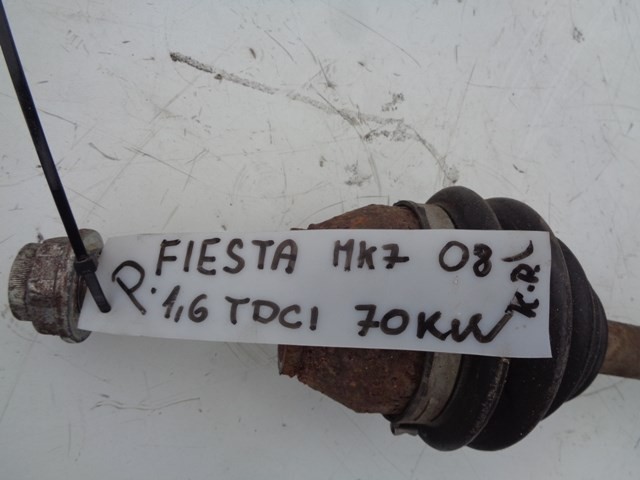 FIESTA MK7 08
P. 1,6 TDCI 70KW
K.R.